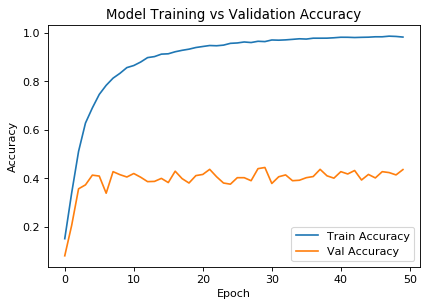 Model Training vs Validation Accuracy
Accuracy
1.0
0.8
0.6
0.4
0.2
0
10
20
30
40
50
Epoch
Train Accuracy
Val Accuracy